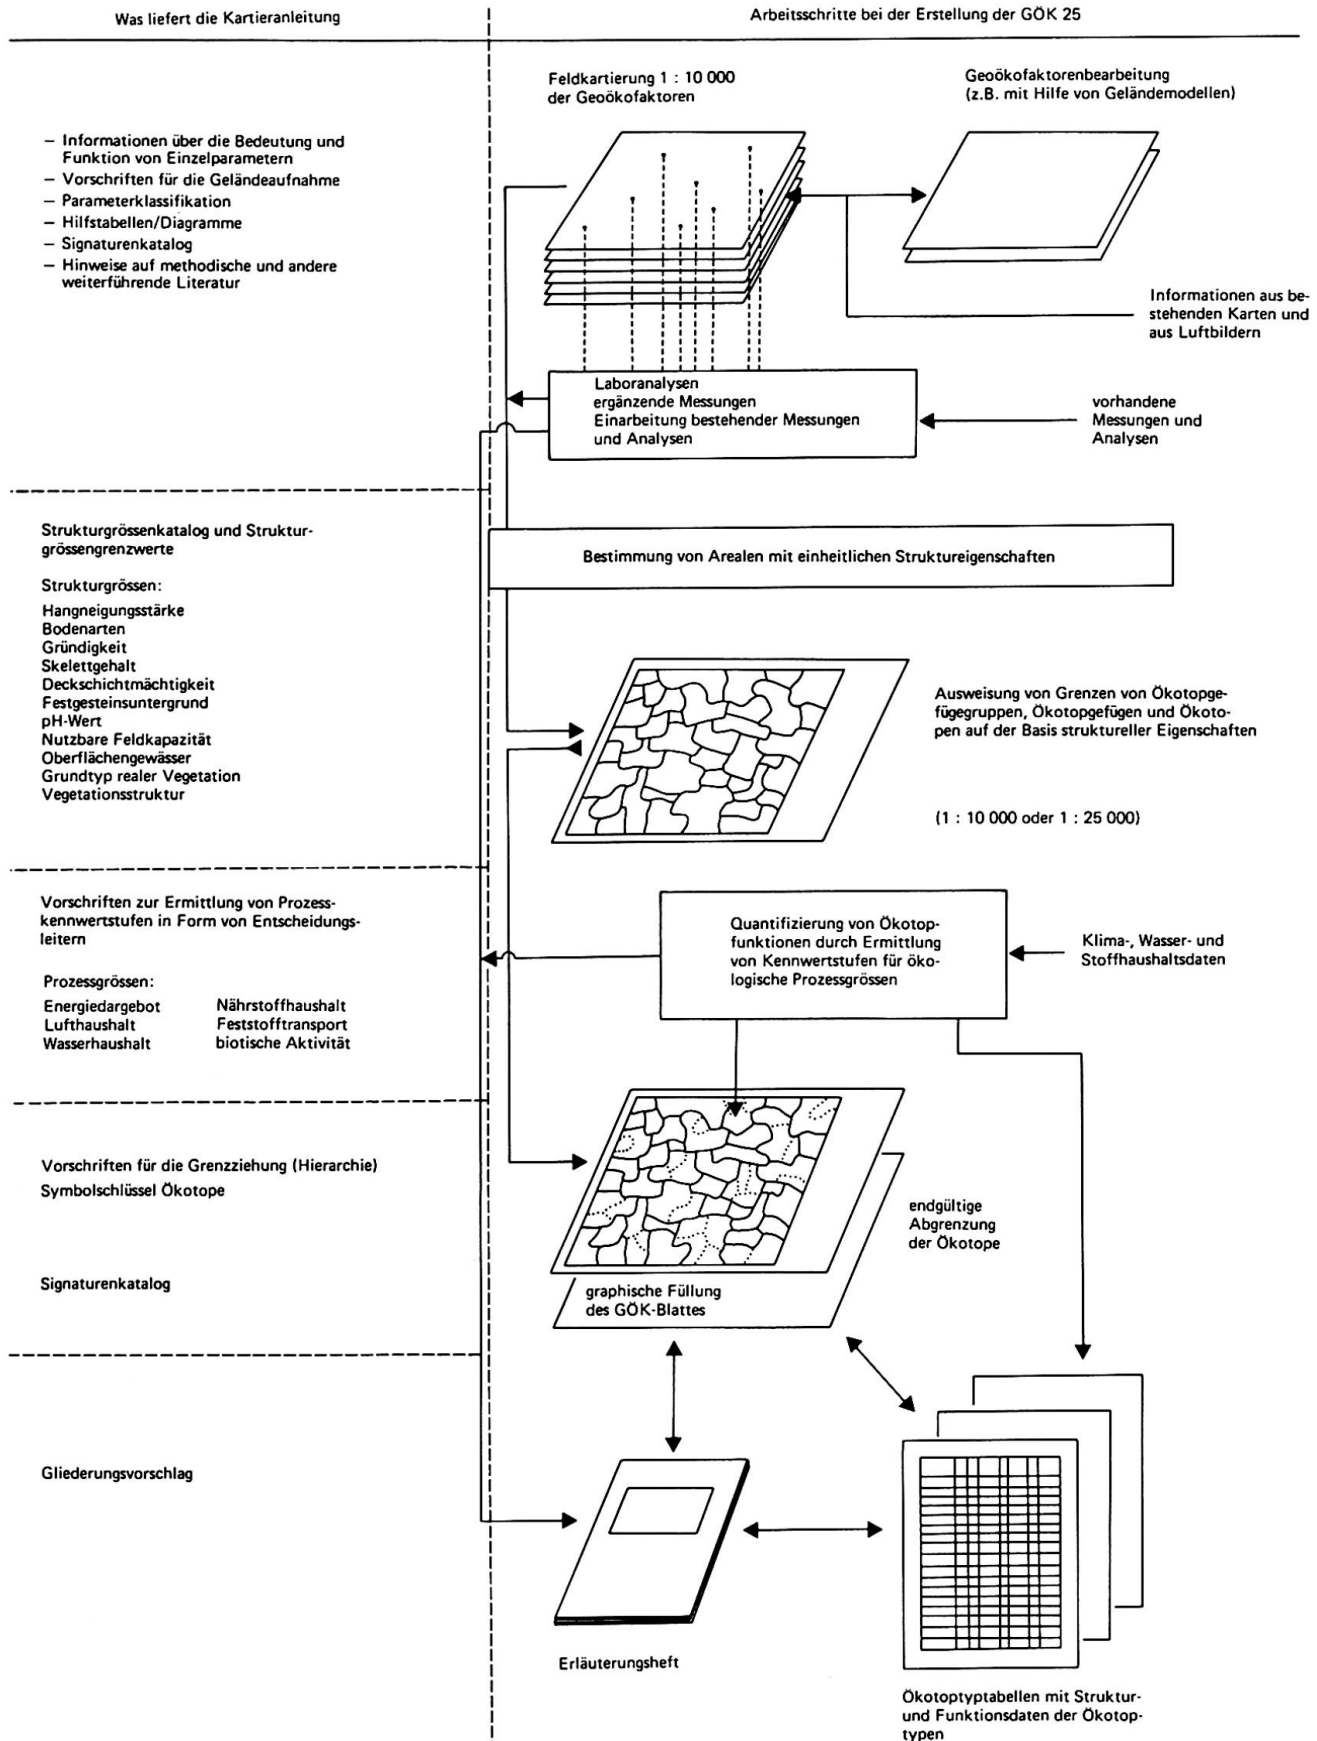 Was liefert die Kartieranleitung
Arbeitsschritte bei der Erstellung der GÖK 25
Feldkartierung 1 : 10 000
der Geoökofaktoren
Geoökofaktorenbearbeitung
(z.B. mit Hilfe von Geländemodellen)
– Informationen über die Bedeutung und
Funktion von Einzelparametern
– Vorschriften für die Geländeaufnahme
– Parameterklassifikation
– Hilfstabellen/Diagramme
– Signaturenkatalog
– Hinweise auf methodische und andere
weiterführende Literatur
Informationen aus be-
stehenden Karten und
aus Luftbildern
Laboranalysen
ergänzende Messungen
Einarbeitung bestehender Messungen
und Analysen
vorhandene
Messungen und
Analysen
Strukturgrössenkatalog und Struktur-
grössengrenzwerte
Strukturgrössen:
Hangneigungsstärke
Bodenarten
Gründigkeit
Skelettgehalt
Deckschichtmächtigkeit
Festgesteinsuntergrund
pH-Wert
Nutzbare Feldkapazität
Oberflächengewässer
Grundtyp realer Vegetation
Vegetationsstruktur
Bestimmung von Arealen mit einheitlichen Struktureigenschaften
Ausweisung von Grenzen von Ökotopge-
fügegruppen, Ökotopgefügen und Ökoto-
pen auf der Basis struktureller Eigenschaften
(1 : 10 000 oder 1 : 25 000)
Vorschriften zur Ermittlung von Prozess-
kennwertstufen in Form von Entscheidungs-
leitern
Prozessgrössen:
Energiedargebot Nährstoffhaushalt
Lufthaushalt Feststofftransport
Wasserhaushalt biotische Aktivität
Quantifizierung von Ökotop-
funktionen durch Ermittlung
von Kennwertstufen für öko-
logische Prozessgrössen
Klima-, Wasser- und
Stoffhaushaltsdaten
Vorschriften für die Grenzziehung (Hierarchie)
Symbolschlüssel Ökotope
Signaturenkatalog
endgültige
Abgrenzung
der Ökotope
graphische Füllung
des GÖK-Blattes
Gliederungsvorschlag
Erläuterungsheft
Ökotoptyptabellen mit Struktur-
und Funktionsdaten der Ökotop-
typen